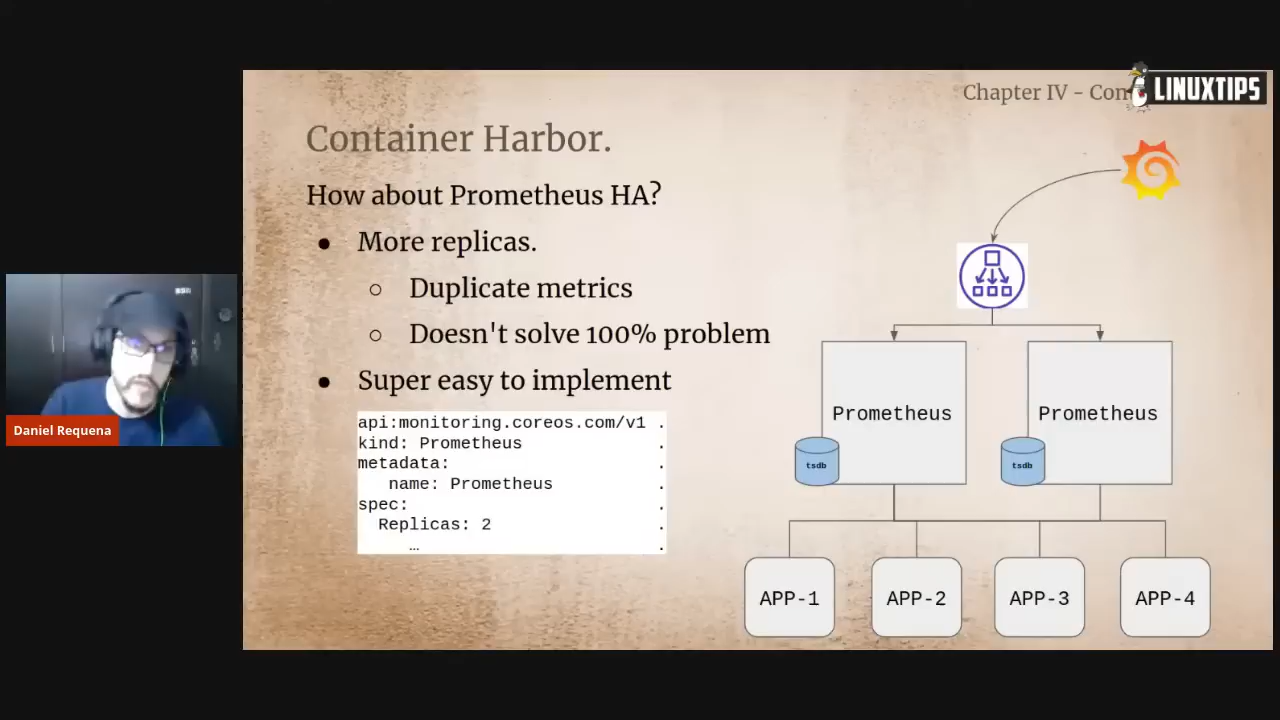 Chapter IV - Con
LINUXTIPS
Container Harbor.
How about Prometheus HA?
● More replicas.
○ Duplicate metrics
○ Doesn't solve 100% problem
● Super easy to implement
api:monitoring.coreos.com/v1 .
kind: Prometheus .
metadata: .
name: Prometheus .
spec: .
Replicas: 2 .
… .
Prometheus
Prometheus
tsdb
tsdb
APP-1
APP-2
APP-3
APP-4
Daniel Requena